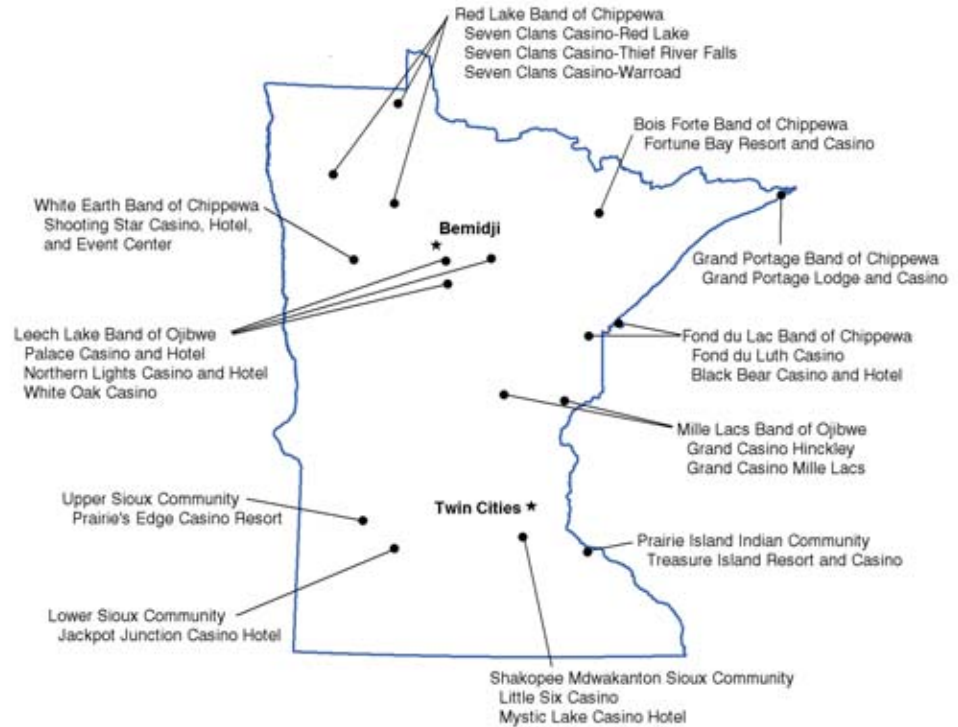 Red Lake Band of Chippewa
Seven Clans Casino-Red Lake
Seven Clans Casino-Thief River Falls
Seven Clans Casino-Warroad
Bois Forte Band of Chippewa
Fortune Bay Resort and Casino
White Earth Band of Chippewa
Shooting Star Casino, Hotel,
and Event Center
Bemidji
Grand Portage Band of Chippewa
Grand Portage Lodge and Casino
Leech Lake Band of Ojibwe
Palace Casino and Hotel
Northern Lights Casino and Hotel
White Oak Casino
Fond du Lac Band of Chippewa
Fond du Luth Casino
Black Bear Casino and Hotel
Mille Lacs Band of Ojibwe
Grand Casino Hinckley
Grand Casino Mille Lacs
Upper Sioux Community
Prairie's Edge Casino Resort
Twin Cities
Prairie Island Indian Community
Treasure Island Resort and Casino
Lower Sioux Community
Jackpot Junction Casino Hotel
Shakopee Mdwakanton Sioux Community
Little Six Casino
Mystic Lake Casino Hotel